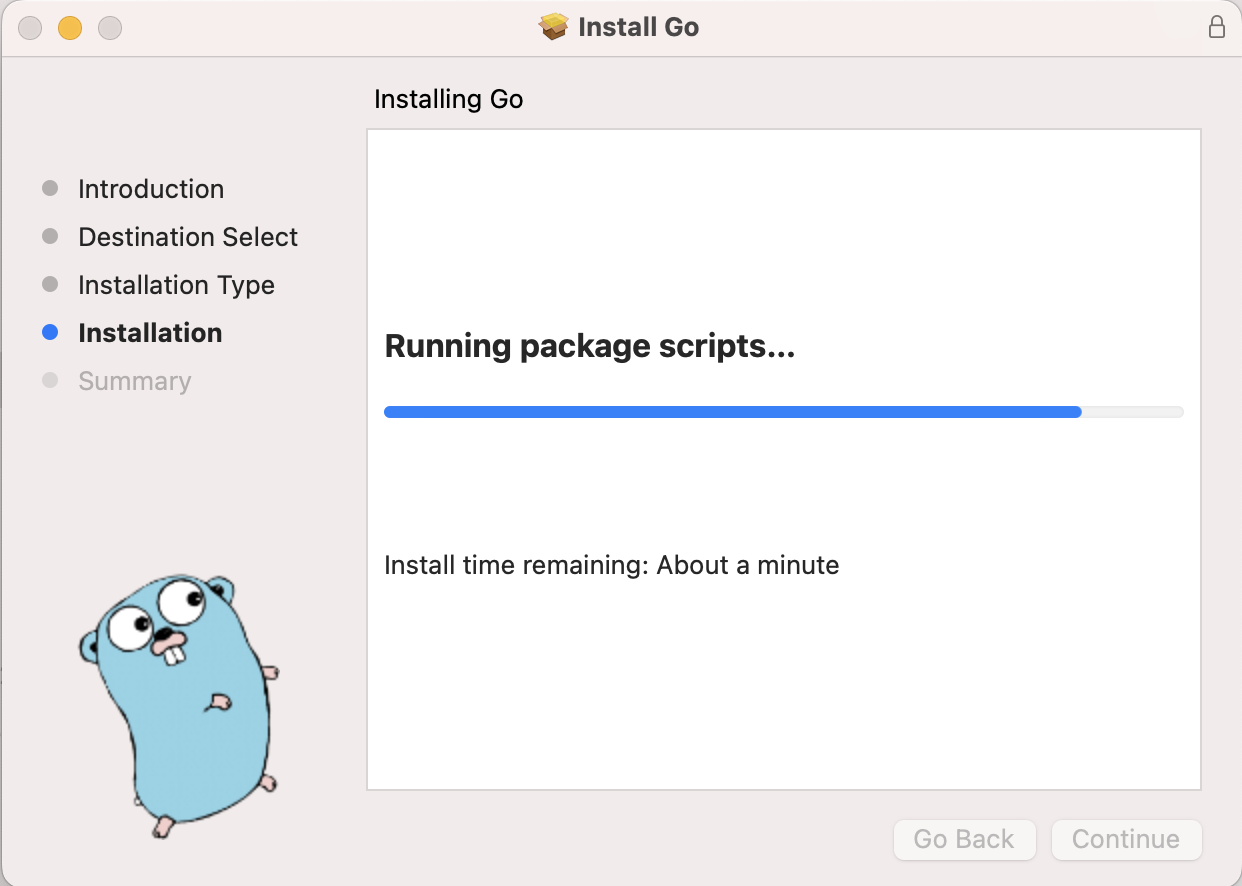 Install Go
Installing Go
Introduction
Destination Select
Installation Type
Installation
Summary
Running package scripts...
Install time remaining: About a minute
Go Back
Continue